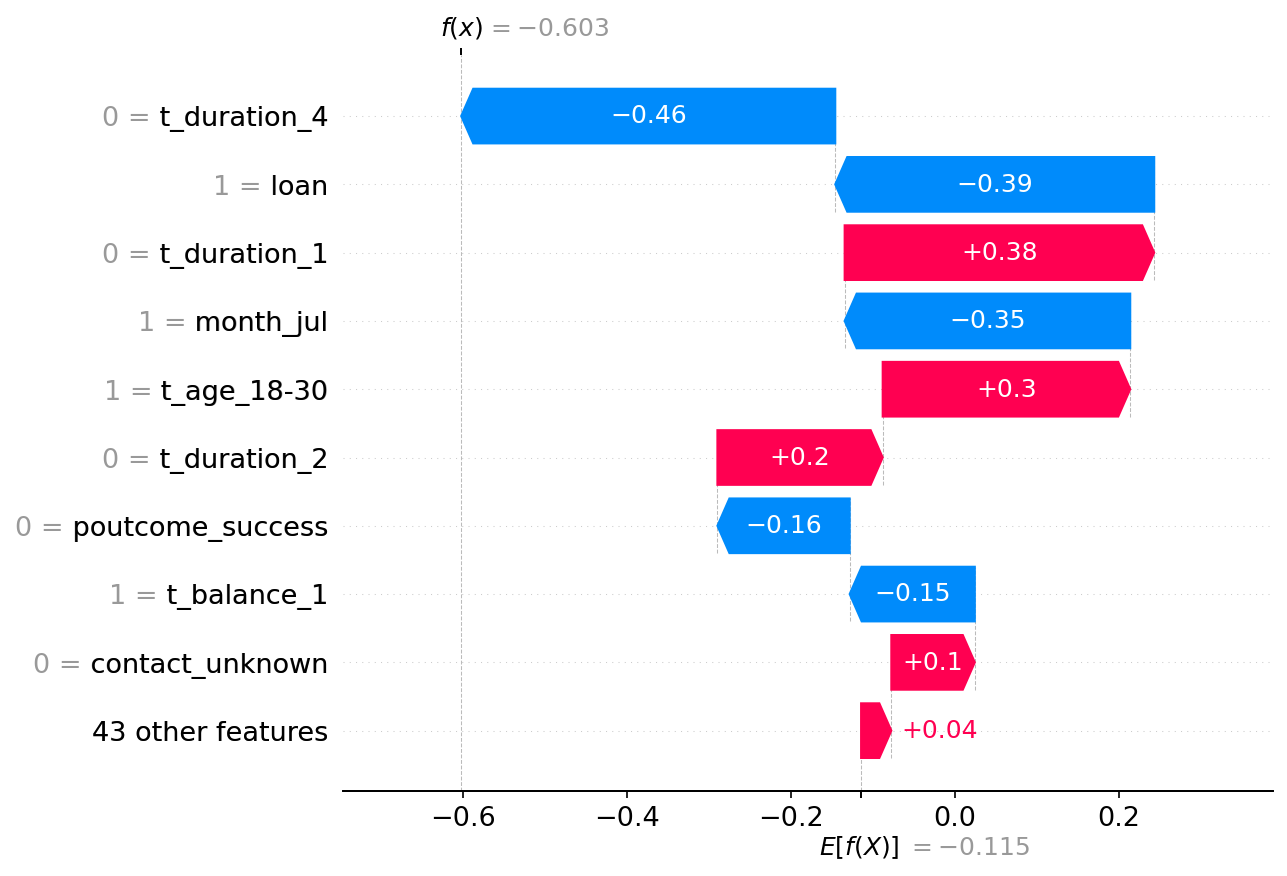 f(x) = −0.603
0 = t_duration_4 −0.46
1 = loan −0.39
0 = t_duration_1 +0.38
1 = month_jul −0.35
1 = t_age_18-30 +0.3
0 = t_duration_2 +0.2
0 = poutcome_success −0.16
1 = t_balance_1 −0.15
0 = contact_unknown +0.1
43 other features +0.04
−0.6 −0.4 −0.2 0.0 0.2
E[f(X)] = −0.115